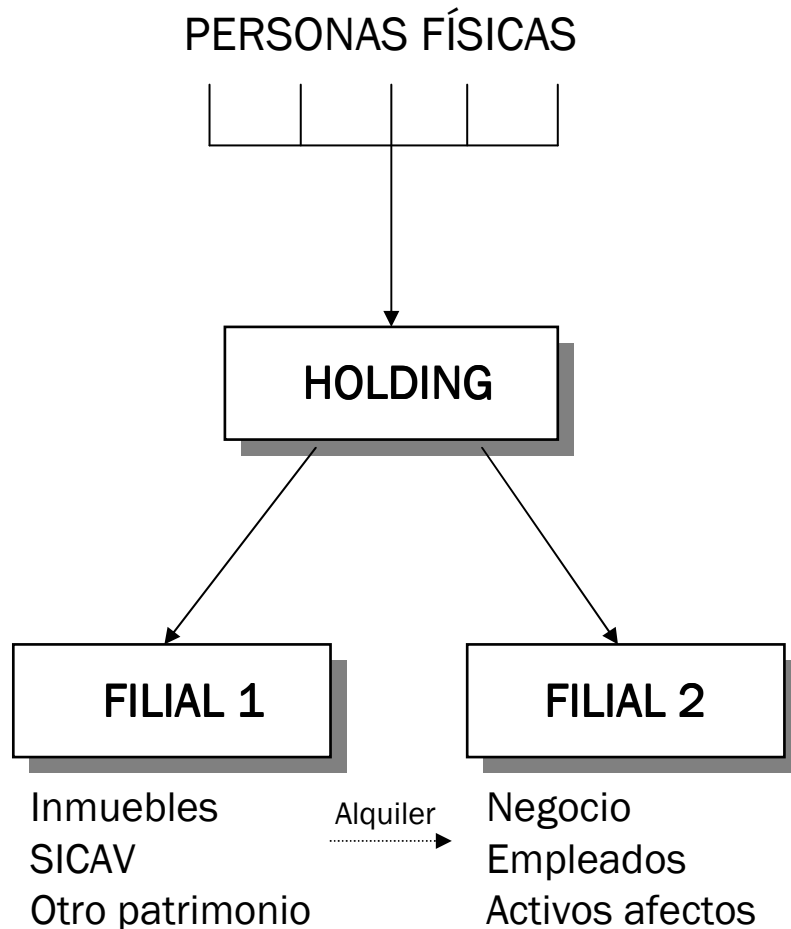 PERSONAS FÍSICAS
HOLDING
FILIAL 1
FILIAL 2
Inmuebles
SICAV
Otro patrimonio
Alquiler
Negocio
Empleados
Activos afectos